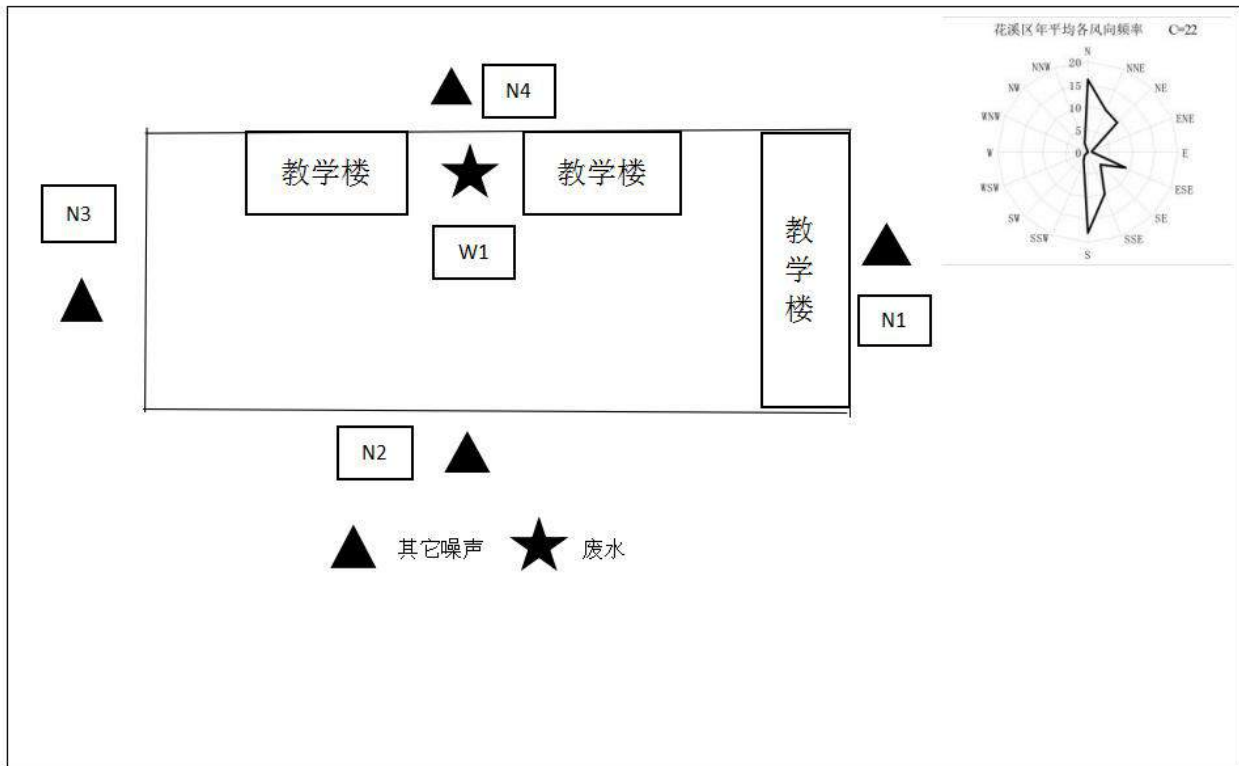 花溪区年平均各风向频率 C=22
N
NNW 20 NNE
NW 15 NE
10
WNW 5 ENE
W 0 E
WSW ESE
SW SE
SSW SSE
S
N4
教学楼
教学楼
教学楼
N3
W1
N1
N2
其它噪声 废水